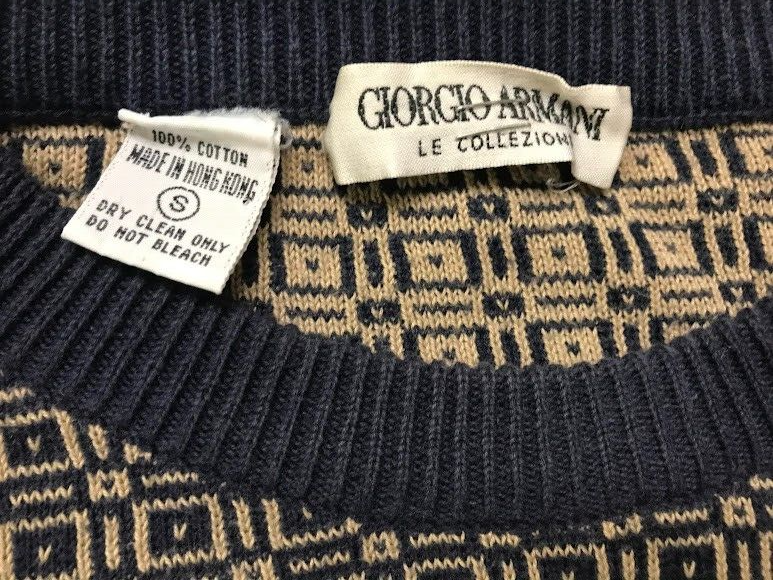 GIORGIO ARMANI
LE COLLEZIONI
100% COTTON
MADE IN HONG KONG
S
DRY CLEAN ONLY
DO NOT BLEACH